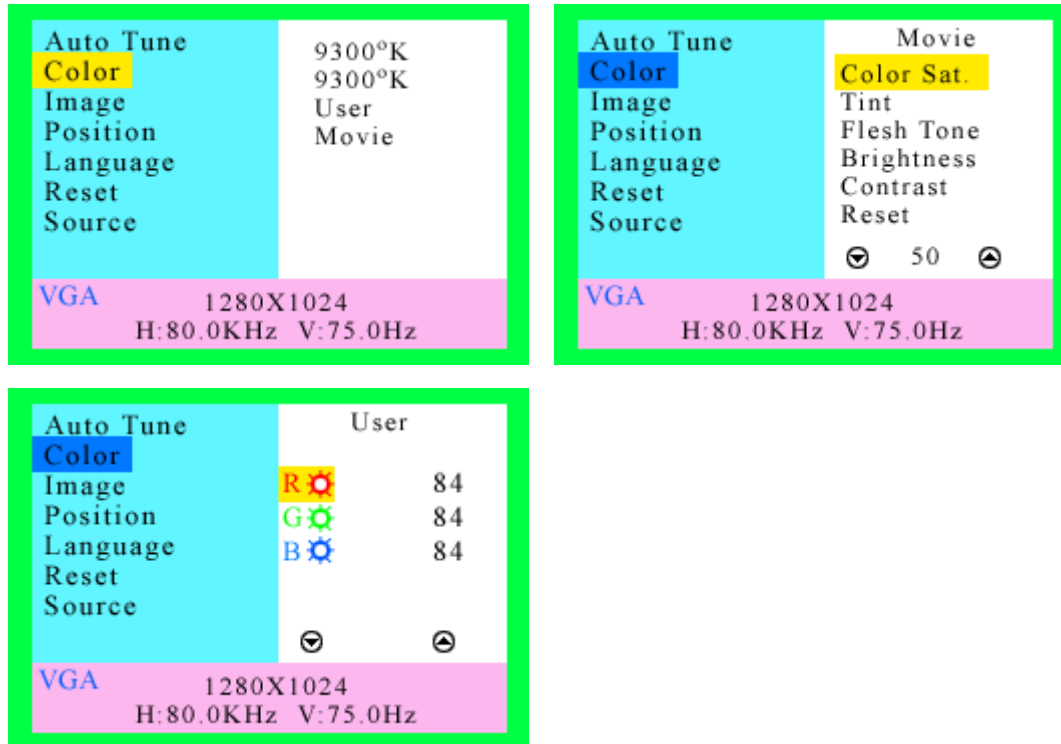 Auto Tune
Color
Image
Position
Language
Reset
Source
9300°K
9300°K
User
Movie
VGA
1280X1024
H:80.0KHz V:75.0Hz
Auto Tune
Color
Image
Position
Language
Reset
Source
Movie
Color Sat.
Tint
Flesh Tone
Brightness
Contrast
Reset
50
VGA
1280X1024
H:80.0KHz V:75.0Hz
Auto Tune
Color
Image
Position
Language
Reset
Source
User
R 84
G 84
B 84
VGA
1280X1024
H:80.0KHz V:75.0Hz